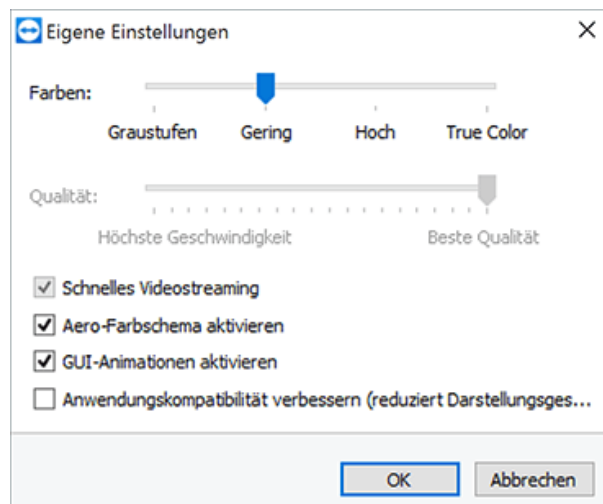 Eigene Einstellungen
Farben:
Graustufen Gering Hoch True Color
Qualität:
Höchste Geschwindigkeit Beste Qualität
Schnelles Videostreaming
Aero-Farbschema aktivieren
GUI-Animationen aktivieren
Anwendungskompatibilität verbessern (reduziert Darstellungsges...
OK Abbrechen